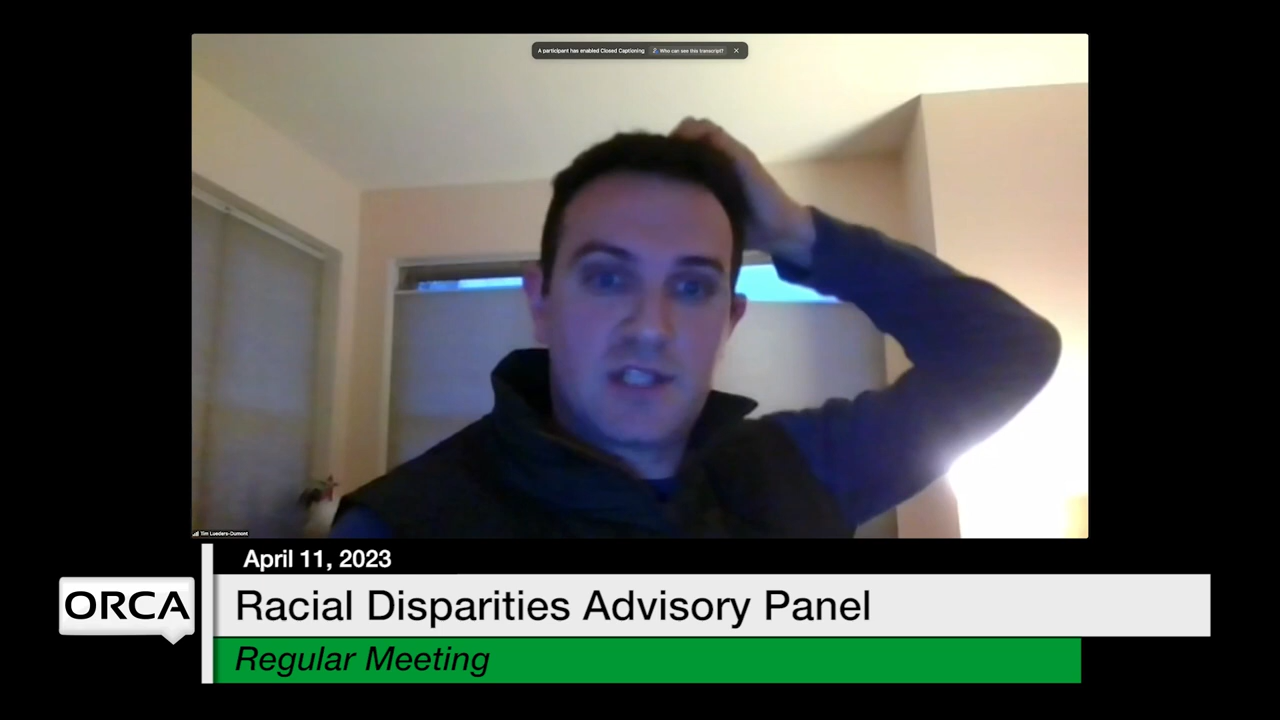 A participant has enabled Closed Captioning Who can see this transcript?
Tim Lueders-Dumont
April 11, 2023
ORCA
Racial Disparities Advisory Panel
Regular Meeting